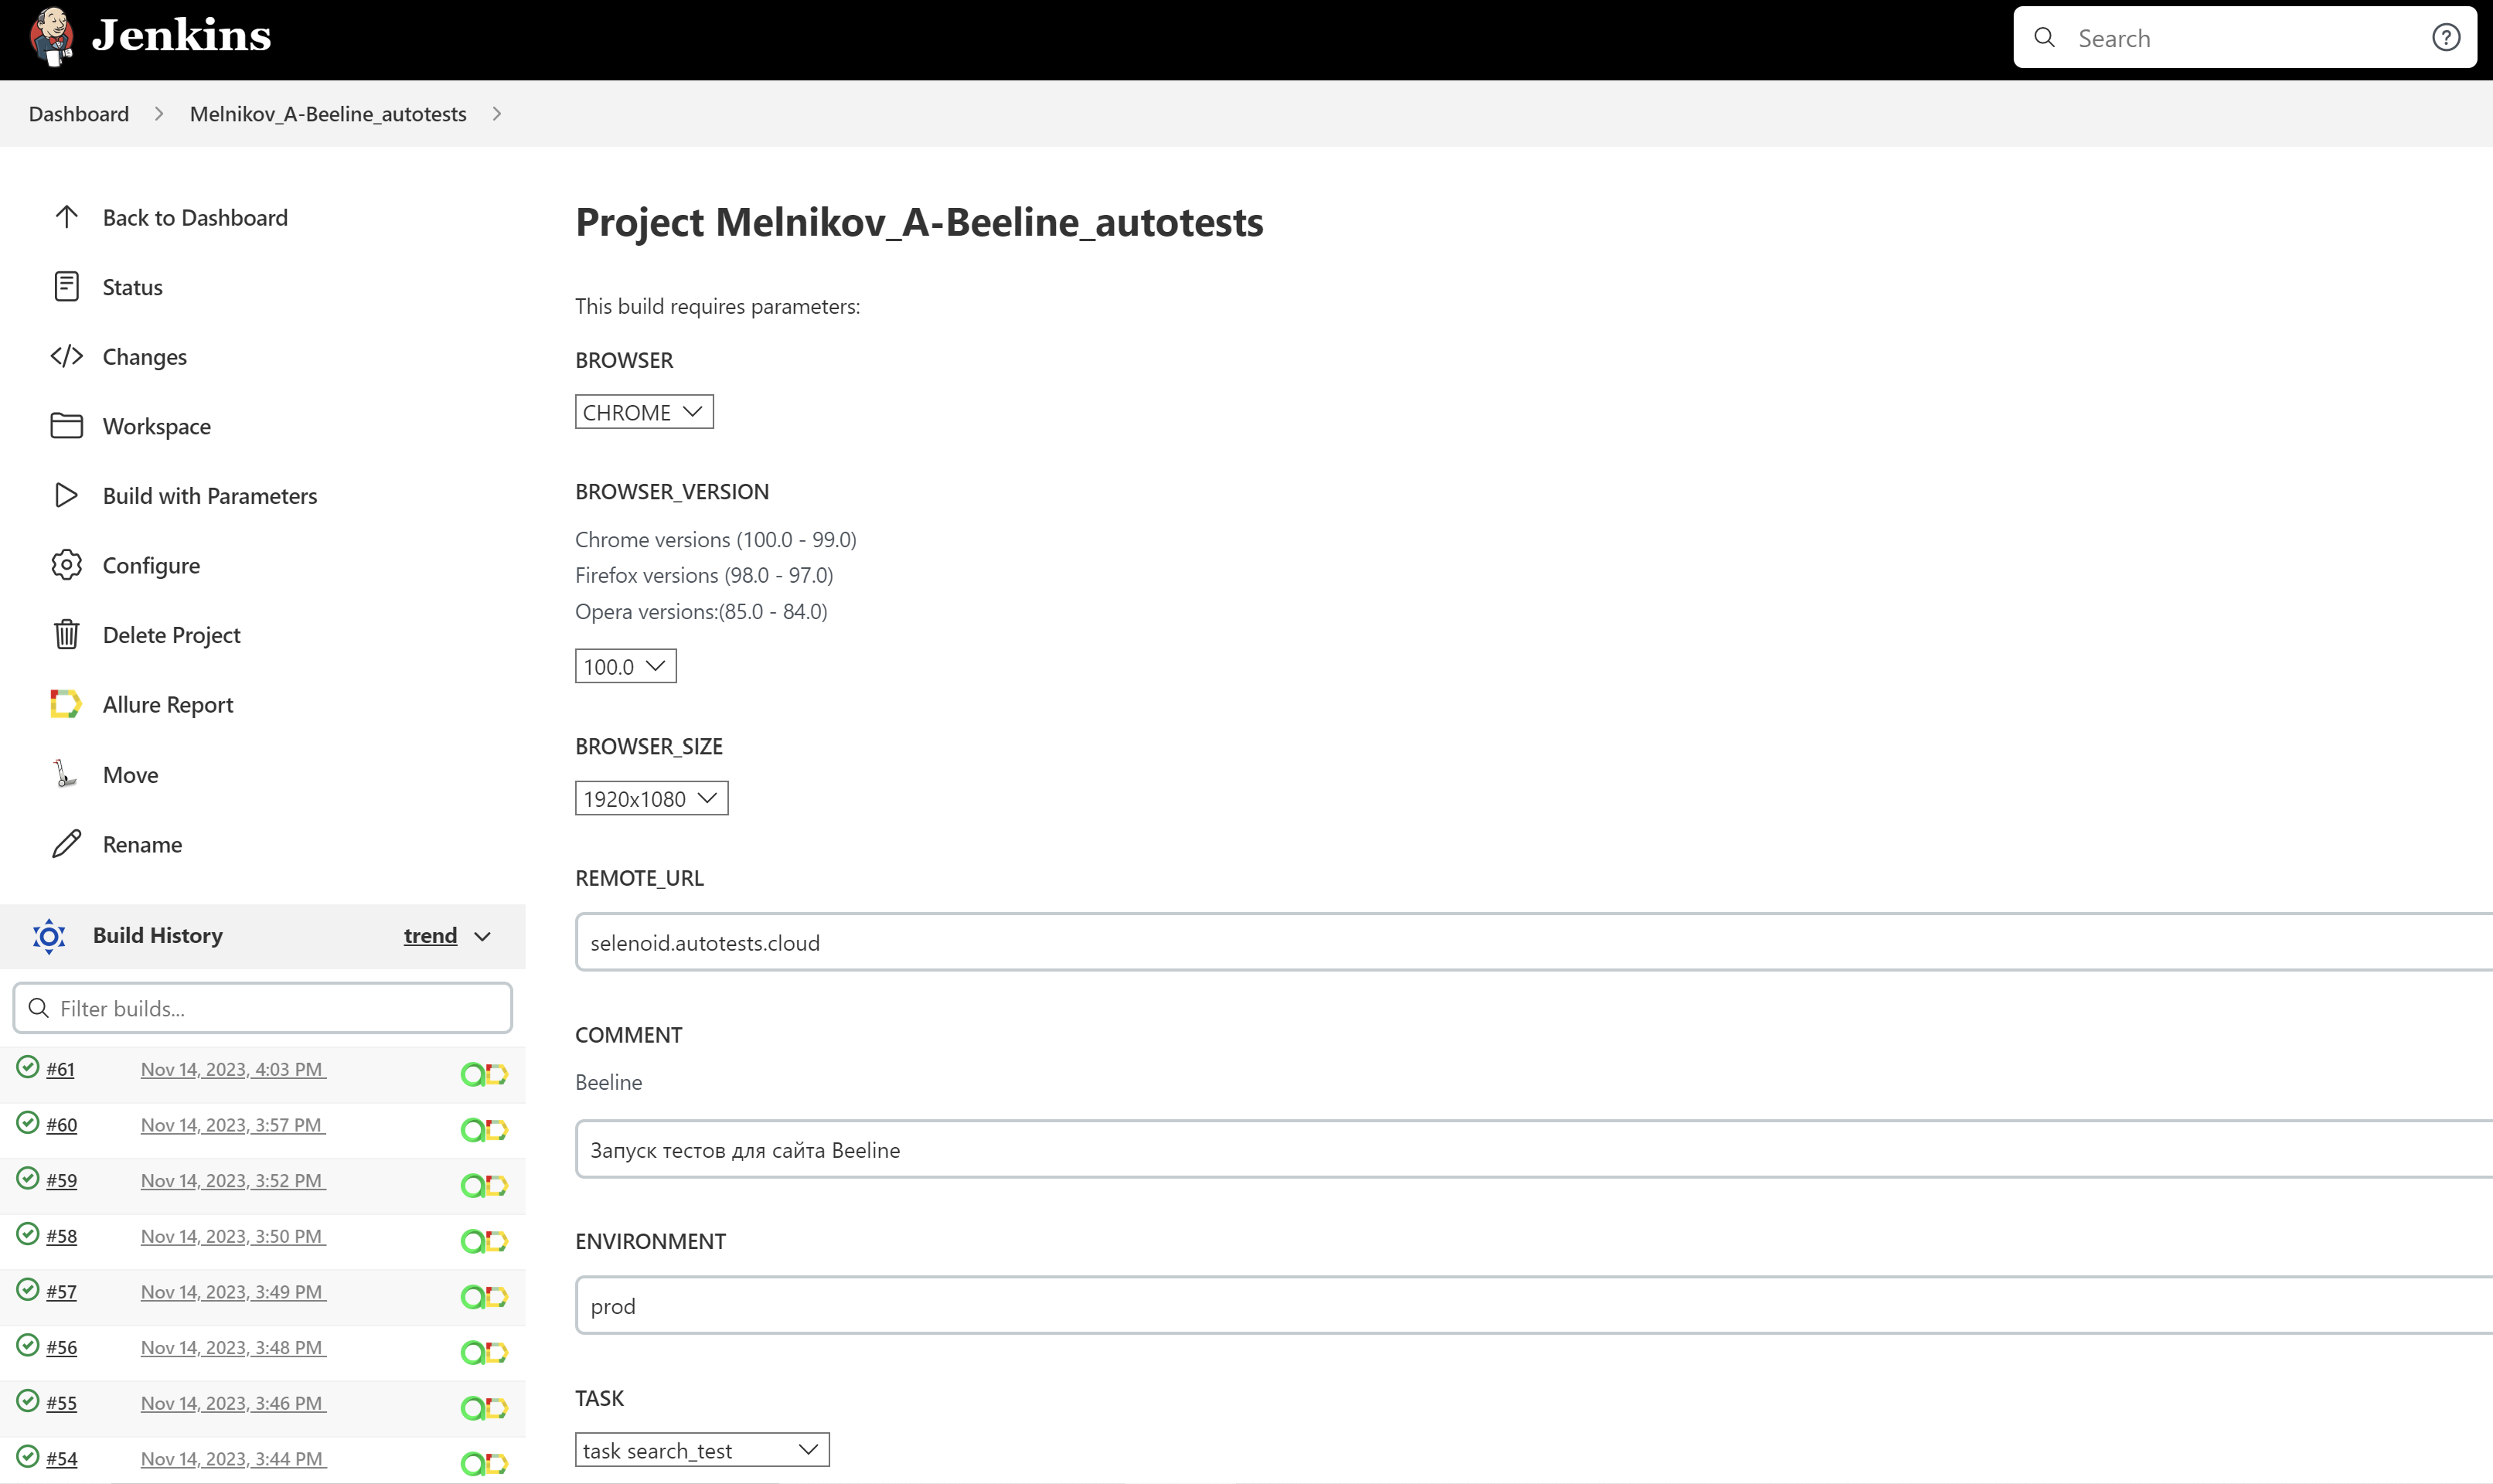 Jenkins
Search
Dashboard
Melnikov_A-Beeline_autotests
Back to Dashboard
Status
Changes
Workspace
Build with Parameters
Configure
Delete Project
Allure Report
Move
Rename
Build History
trend
Filter builds...
#61 Nov 14, 2023, 4:03 PM
#60 Nov 14, 2023, 3:57 PM
#59 Nov 14, 2023, 3:52 PM
#58 Nov 14, 2023, 3:50 PM
#57 Nov 14, 2023, 3:49 PM
#56 Nov 14, 2023, 3:48 PM
#55 Nov 14, 2023, 3:46 PM
#54 Nov 14, 2023, 3:44 PM
Project Melnikov_A-Beeline_autotests
This build requires parameters:
BROWSER
CHROME
BROWSER_VERSION
Chrome versions (100.0 - 99.0)
Firefox versions (98.0 - 97.0)
Opera versions:(85.0 - 84.0)
100.0
BROWSER_SIZE
1920x1080
REMOTE_URL
selenoid.autotests.cloud
COMMENT
Beeline
Запуск тестов для сайта Beeline
ENVIRONMENT
prod
TASK
task search_test